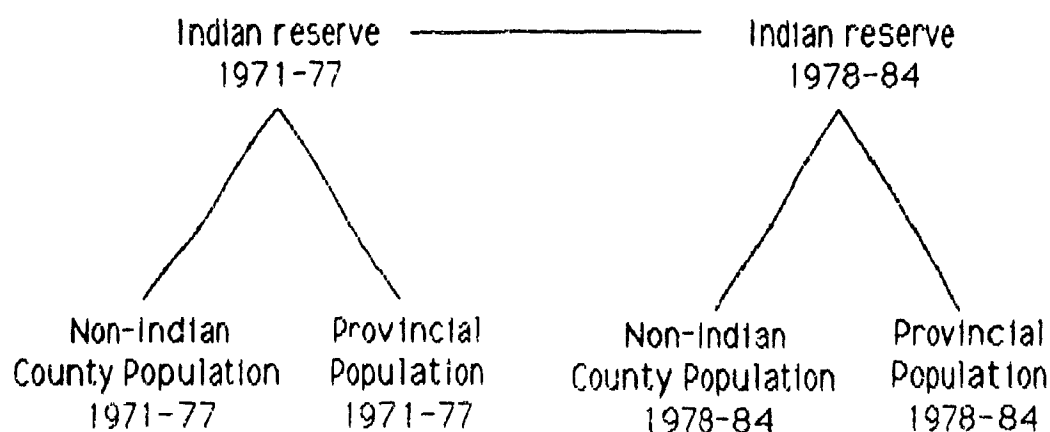 Indian reserve
1971-77
Indian reserve
1978-84
Non-Indian
County Population
1971-77
Provincial
Population
1971-77
Non-Indian
County Population
1978-84
Provincial
Population
1978-84